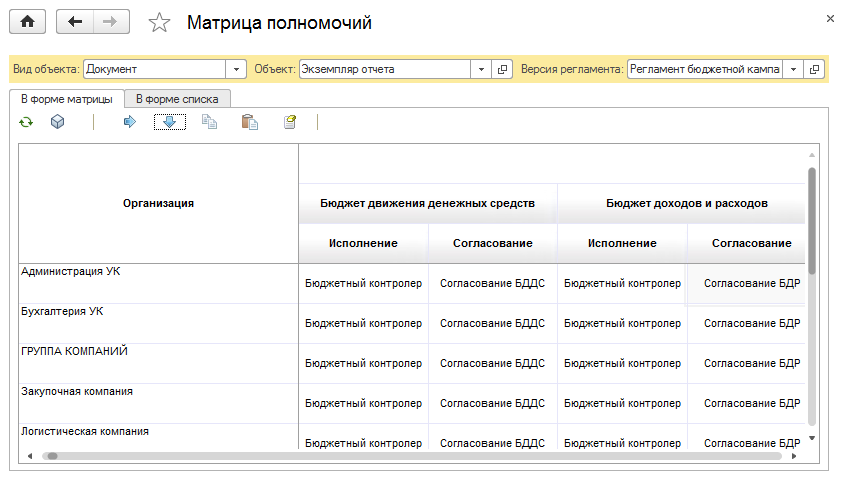 Матрица полномочий
Вид объекта: Документ Объект: Экземпляр отчета Версия регламента: Регламент бюджетной кампа
В форме матрицы В форме списка
Организация
Бюджет движения денежных средств Бюджет доходов и расходов
Исполнение Согласование Исполнение Согласование
Администрация УК
Бюджетный контролер Согласование БДДС Бюджетный контролер Согласование БДР
Бухгалтерия УК
Бюджетный контролер Согласование БДДС Бюджетный контролер Согласование БДР
ГРУППА КОМПАНИЙ
Бюджетный контролер Согласование БДДС Бюджетный контролер Согласование БДР
Закупочная компания
Бюджетный контролер Согласование БДДС Бюджетный контролер Согласование БДР
Логистическая компания
Бюджетный контролер Согласование БДДС Бюджетный контролер Согласование БДР